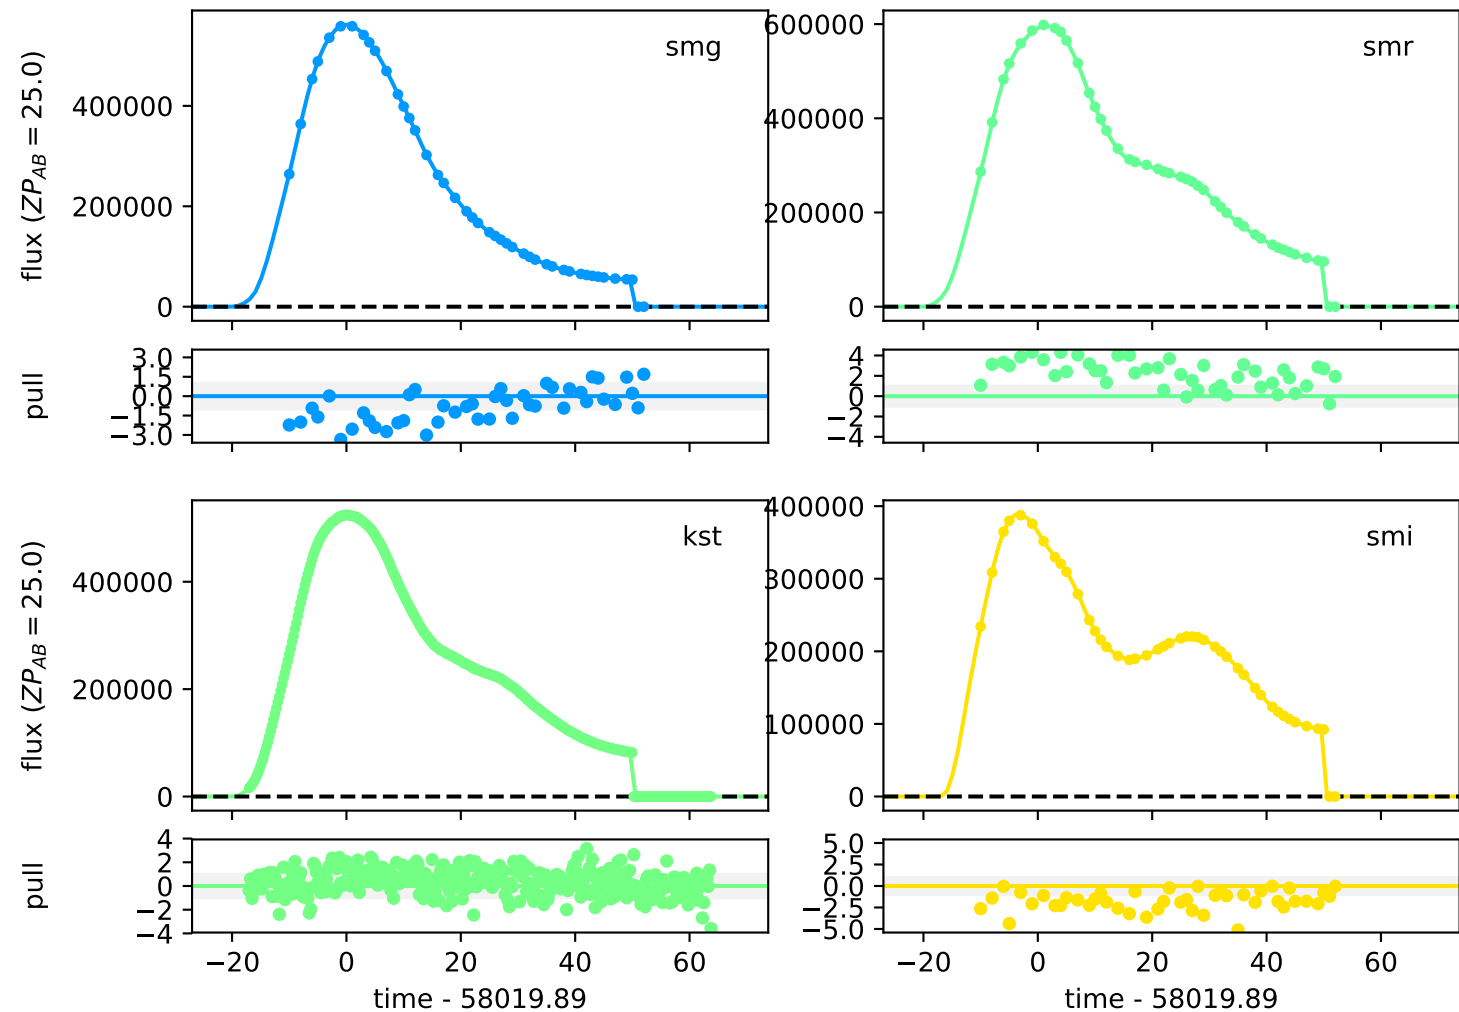 flux (ZP_AB = 25.0)
400000
200000
0
smg
600000
400000
200000
0
smr
pull
3.0
1.5
0.0
−1.5
−3.0
4
2
0
−2
−4
flux (ZP_AB = 25.0)
400000
200000
0
kst
400000
300000
200000
100000
0
smi
pull
4
2
0
−2
−4
5.0
2.5
0.0
−2.5
−5.0
−20 0 20 40 60
−20 0 20 40 60
time - 58019.89
time - 58019.89